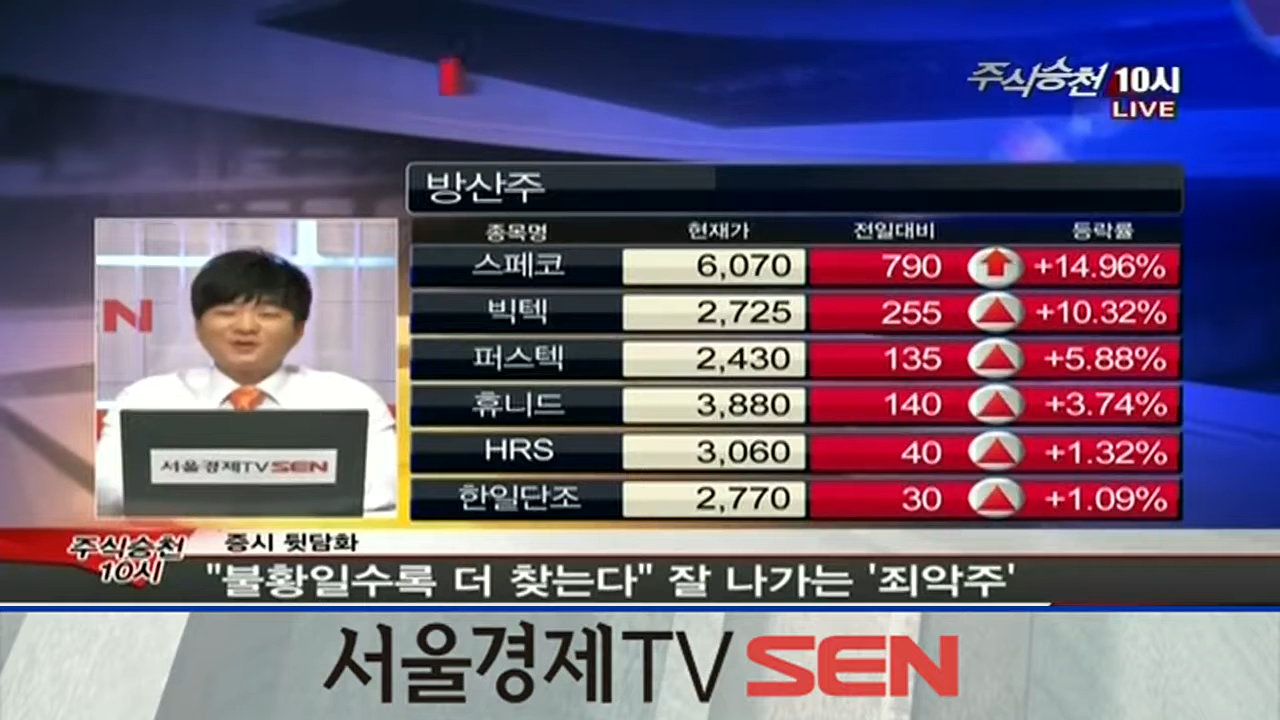 주식승천 10시
LIVE
방산주
종목명 현재가 전일대비 등락률
스페코 6,070 790 +14.96%
빅텍 2,725 255 +10.32%
퍼스텍 2,430 135 +5.88%
휴니드 3,880 140 +3.74%
HRS 3,060 40 +1.32%
한일단조 2,770 30 +1.09%
N
서울경제TV SEN
주식승천
10시
증시 뒷담화
"불황일수록 더 찾는다" 잘 나가는 '죄악주'
서울경제TV SEN